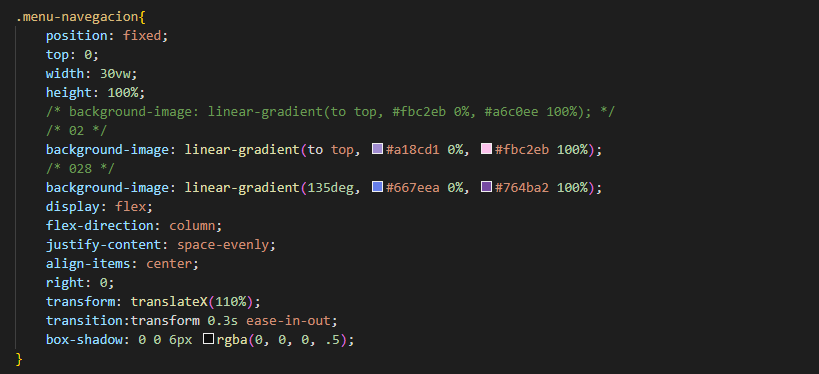 .menu-navegacion{
position: fixed;
top: 0;
width: 30vw;
height: 100%;
/* background-image: linear-gradient(to top, #fbc2eb 0%, #a6c0ee 100%); */
/* 02 */
background-image: linear-gradient(to top, #a18cd1 0%, #fbc2eb 100%);
/* 028 */
background-image: linear-gradient(135deg, #667eea 0%, #764ba2 100%);
display: flex;
flex-direction: column;
justify-content: space-evenly;
align-items: center;
right: 0;
transform: translateX(110%);
transition:transform 0.3s ease-in-out;
box-shadow: 0 0 6px rgba(0, 0, 0, .5);
}